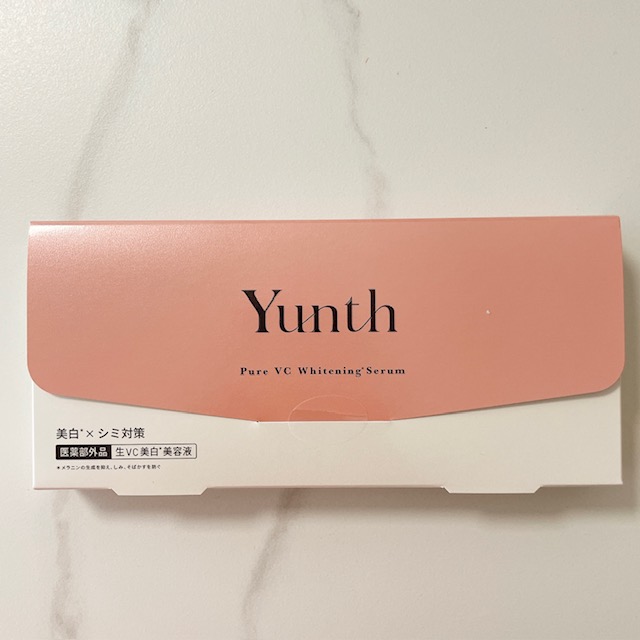 Yunth
Pure VC Whitening*Serum
美白*×シミ対策
医薬部外品 生VC美白*美容液
*メラニンの生成を抑え、しみ、そばかすを防ぐ